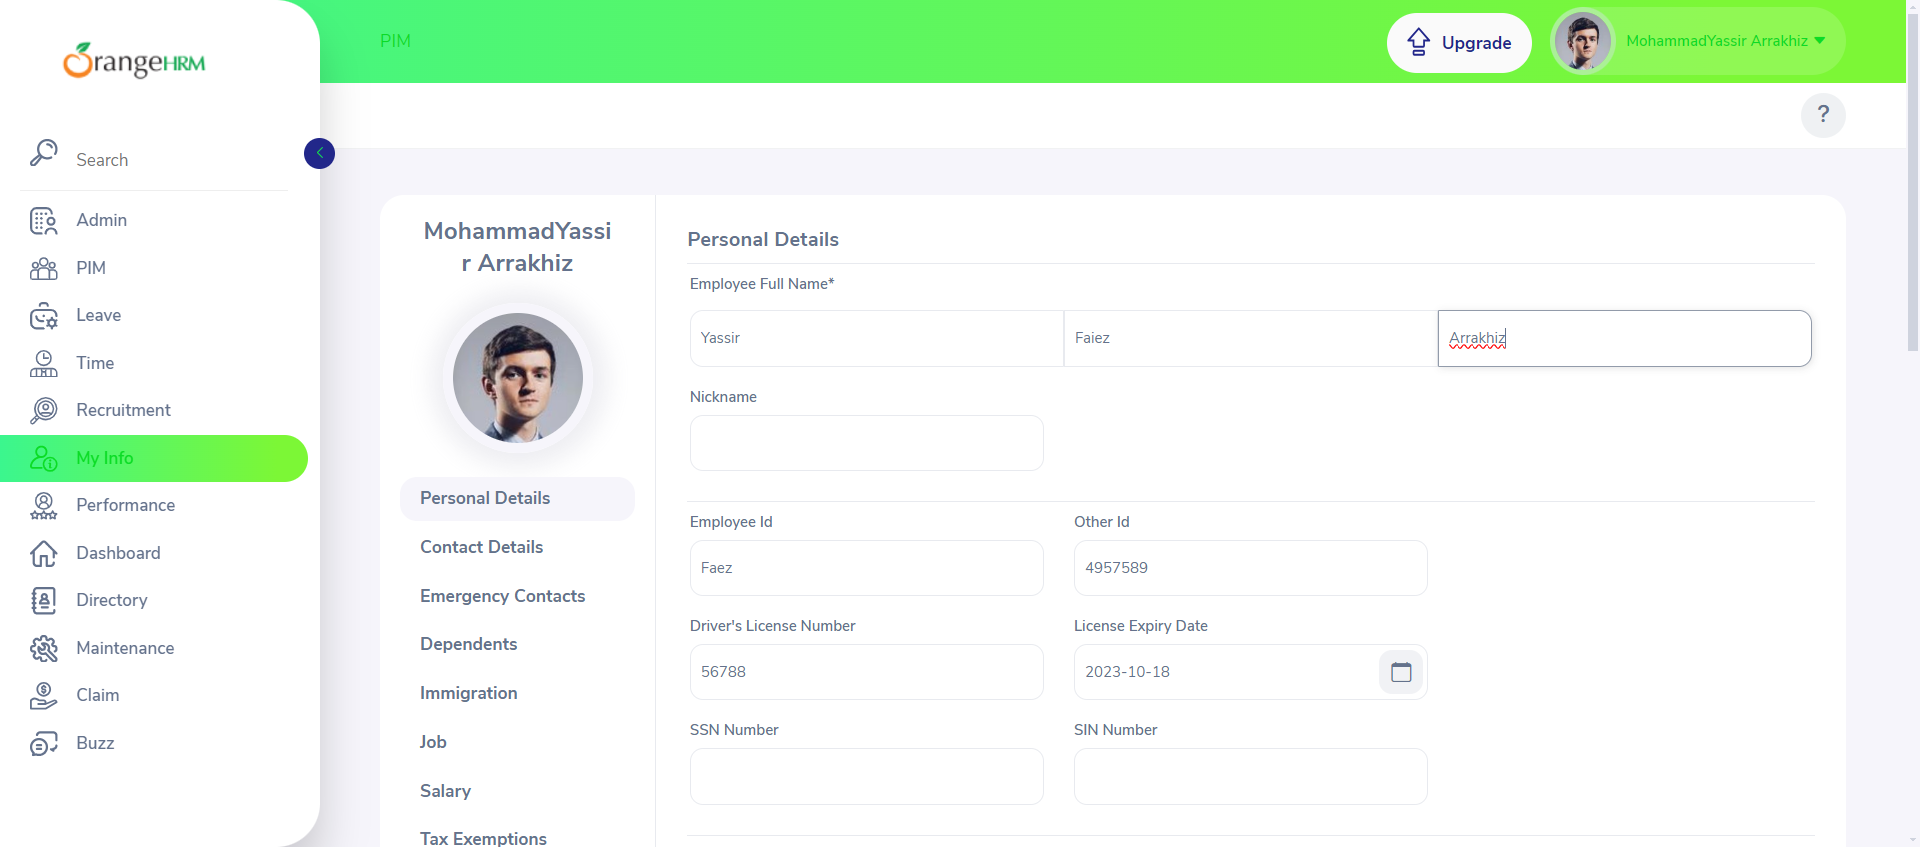 OrangeHRM
Search
Admin
PIM
Leave
Time
Recruitment
My Info
Performance
Dashboard
Directory
Maintenance
Claim
Buzz
PIM
Upgrade
MohammadYassir Arrakhiz
?
MohammadYassi
r Arrakhiz
Personal Details
Contact Details
Emergency Contacts
Dependents
Immigration
Job
Salary
Tax Exemptions
Personal Details
Employee Full Name*
Yassir Faiez Arrakhiz
Nickname
Employee Id Other Id
Faez 4957589
Driver's License Number License Expiry Date
56788 2023-10-18
SSN Number SIN Number